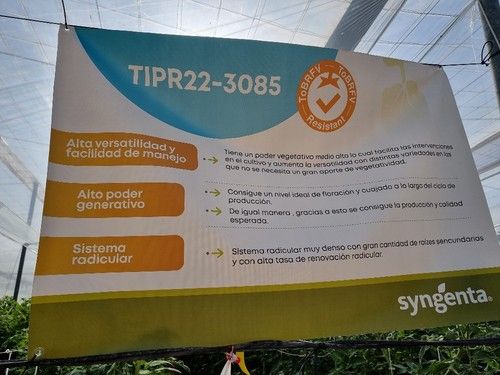 TIPR22-3085
ToBRFV — ToBRFV
Resistant
Alta versatilidad y
facilidad de manejo
Tiene un poder vegetativo medio alto lo cual facilita las intervenciones
en el cultivo y aumenta la versatilidad con distintas variedades en las
que no se necesita un gran aporte de vegetatividad.
Alto poder
generativo
Consigue un nivel ideal de floración y cuajado a lo largo del ciclo de
producción.
De igual manera, gracias a esto se consigue la producción y calidad
esperada.
Sistema
radicular
Sistema radicular muy denso con gran cantidad de raíces sencundarias
y con alta tasa de renovación radicular.
syngenta